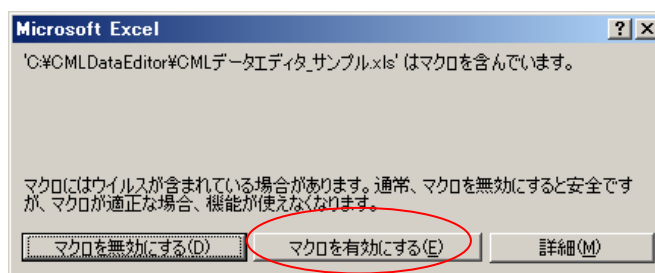 Microsoft Excel
'C:¥CMLDataEditor¥CMLデータエディタ_サンプル.xls' はマクロを含んでいます。
マクロにはウイルスが含まれている場合があります。通常、マクロを無効にすると安全です
が、マクロが適正な場合、機能が使えなくなります。
マクロを無効にする(D) マクロを有効にする(E) 詳細(M)